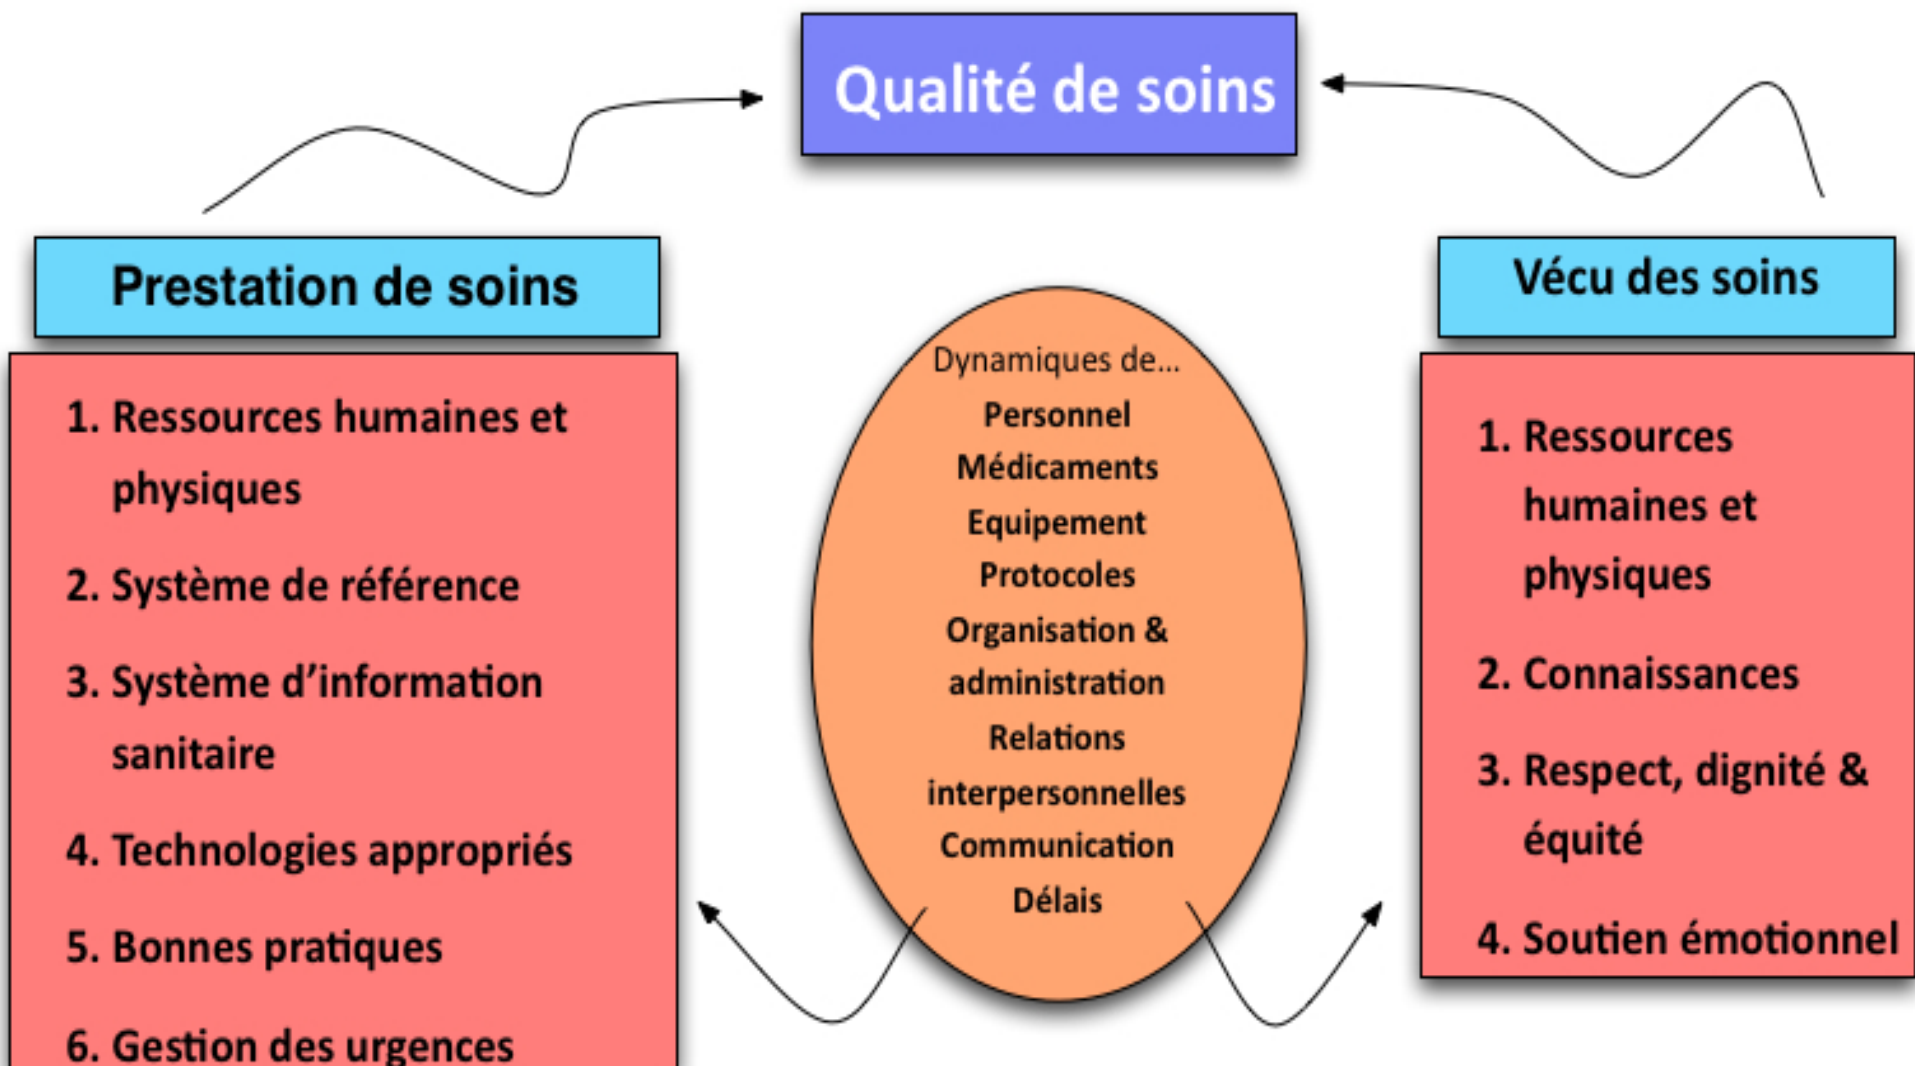 Qualité de soins
Prestation de soins
1. Ressources humaines et
physiques
2. Système de référence
3. Système d’information
sanitaire
4. Technologies appropriés
5. Bonnes pratiques
6. Gestion des urgences
Dynamiques de...
Personnel
Médicaments
Equipement
Protocoles
Organisation &
administration
Relations
interpersonnelles
Communication
Délais
Vécu des soins
1. Ressources
humaines et
physiques
2. Connaissances
3. Respect, dignité &
équité
4. Soutien émotionnel